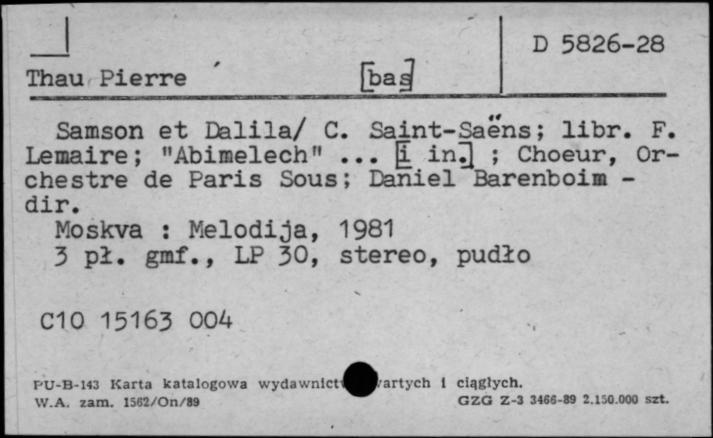 D 5826-28
Thau Pierre [bas]
Samson et Dalila/ C. Saint-Saëns; libr. F.
Lemaire; "Abimelech" ... [i in.] ; Choeur, Or-
chestre de Paris Sous; Daniel Barenboim -
dir.
Moskva : Melodija, 1981
3 pł. gmf., LP 30, stereo, pudło
C10 15163 004
PU-B-143 Karta katalogowa i ciągłych.
W.A. zam. 1562/On/89 GZG Z-3 3466-89 2.150.000 szt.